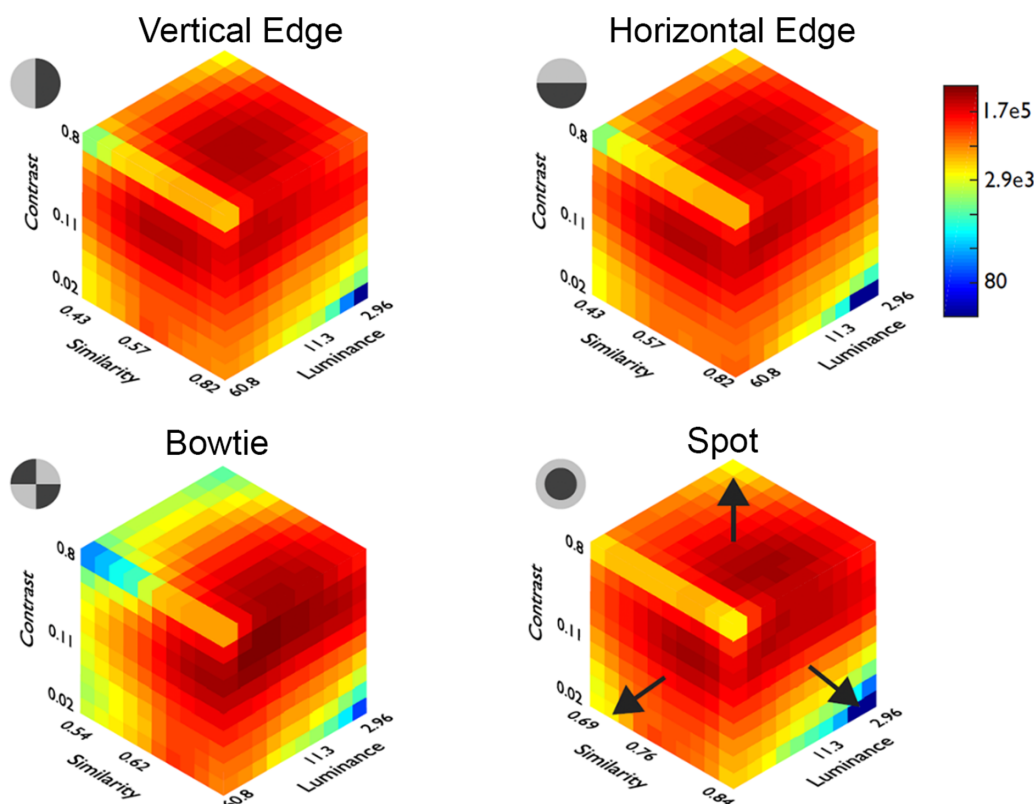 Vertical Edge
0.8
0.11
0.02
Contrast
0.43
0.57
0.82
Similarity
60.8
11.3
2.96
Luminance
Horizontal Edge
0.8
0.11
0.02
Contrast
0.43
0.57
0.82
Similarity
60.8
11.3
2.96
Luminance
1.7e5
2.9e3
80
Bowtie
0.8
0.11
0.02
Contrast
0.54
0.62
Similarity
60.8
11.3
2.96
Luminance
Spot
0.8
0.11
0.02
Contrast
0.69
0.76
0.84
Similarity
11.3
2.96
Luminance